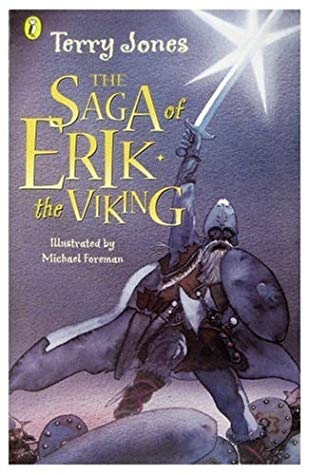 Terry Jones
THE
SAGA of
ERIK
the VIKING
Illustrated by
Michael Foreman